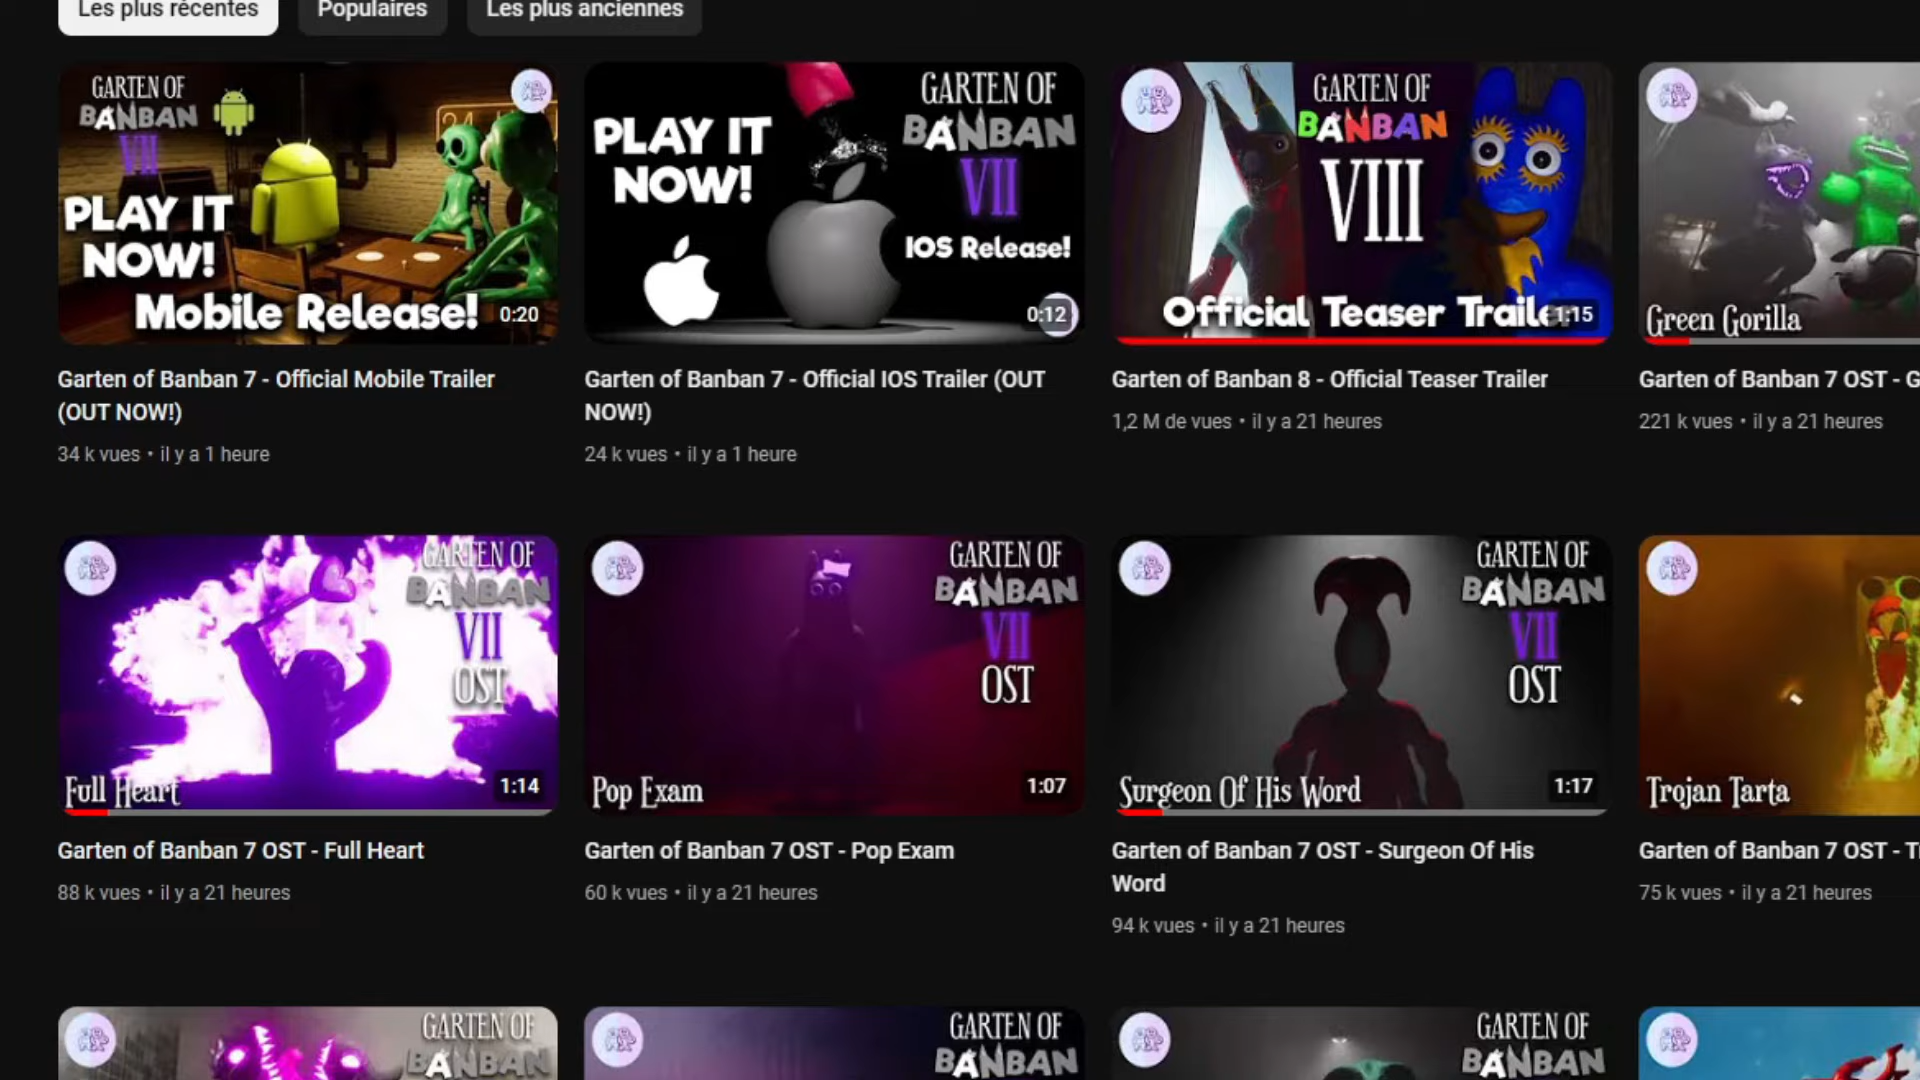 Les plus récentes
Populaires
Les plus anciennes
GARTEN OF
BANBAN
VII
24
PLAY IT
NOW!
Mobile Release!
0:20
PLAY IT
NOW!
GARTEN OF
BANBAN
VII
IOS Release!
0:12
GARTEN OF
BANBAN
VIII
Official Teaser Trailer
1:15
Green Gorilla
Garten of Banban 7 - Official Mobile Trailer
(OUT NOW!)
34 k vues • il y a 1 heure
Garten of Banban 7 - Official IOS Trailer (OUT
NOW!)
24 k vues • il y a 1 heure
Garten of Banban 8 - Official Teaser Trailer
1,2 M de vues • il y a 21 heures
Garten of Banban 7 OST - G
221 k vues • il y a 21 heures
GARTEN OF
BANBAN
VII
OST
Full Heart
1:14
GARTEN OF
BANBAN
VII
OST
Pop Exam
1:07
GARTEN OF
BANBAN
VII
OST
Surgeon Of His Word
1:17
Trojan Tarta
Garten of Banban 7 OST - Full Heart
88 k vues • il y a 21 heures
Garten of Banban 7 OST - Pop Exam
60 k vues • il y a 21 heures
Garten of Banban 7 OST - Surgeon Of His
Word
94 k vues • il y a 21 heures
Garten of Banban 7 OST - T
75 k vues • il y a 21 heures
GARTEN OF
BANBAN
GARTEN OF
BANBAN
GARTEN OF
BANBAN